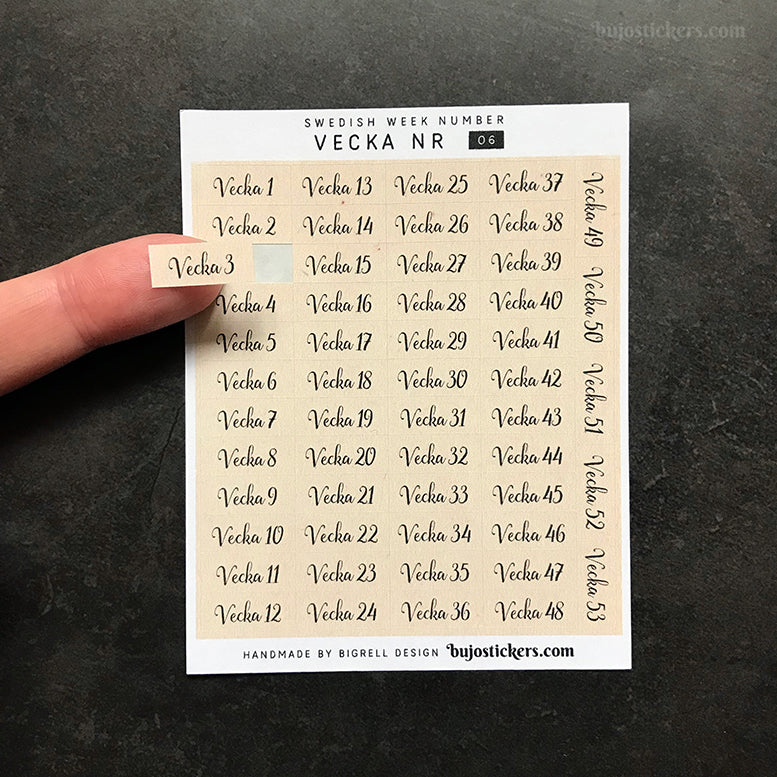 bujostickers.com
SWEDISH WEEK NUMBER
VECKA NR 06
Vecka 1 Vecka 13 Vecka 25 Vecka 37
Vecka 2 Vecka 14 Vecka 26 Vecka 38
Vecka 3 Vecka 15 Vecka 27 Vecka 39
Vecka 4 Vecka 16 Vecka 28 Vecka 40
Vecka 5 Vecka 17 Vecka 29 Vecka 41
Vecka 6 Vecka 18 Vecka 30 Vecka 42
Vecka 7 Vecka 19 Vecka 31 Vecka 43
Vecka 8 Vecka 20 Vecka 32 Vecka 44
Vecka 9 Vecka 21 Vecka 33 Vecka 45
Vecka 10 Vecka 22 Vecka 34 Vecka 46
Vecka 11 Vecka 23 Vecka 35 Vecka 47
Vecka 12 Vecka 24 Vecka 36 Vecka 48
Vecka 49
Vecka 50
Vecka 51
Vecka 52
Vecka 53
HANDMADE BY BIGRELL DESIGN bujostickers.com